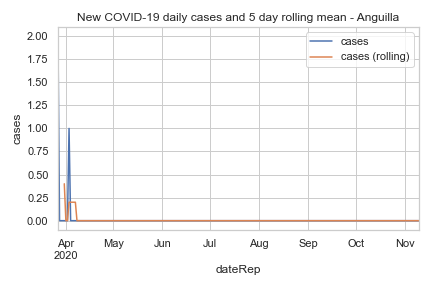 New COVID-19 daily cases and 5 day rolling mean - Anguilla
cases
cases (rolling)
2.00
1.75
1.50
1.25
1.00
0.75
0.50
0.25
0.00
cases
Apr May Jun Jul Aug Sep Oct Nov
2020
dateRep